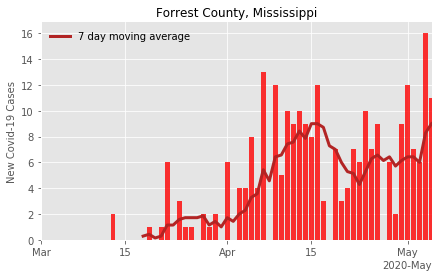 Forrest County, Mississippi
7 day moving average
New Covid-19 Cases
16
14
12
10
8
6
4
2
0
Mar
15
Apr
15
May
2020-May